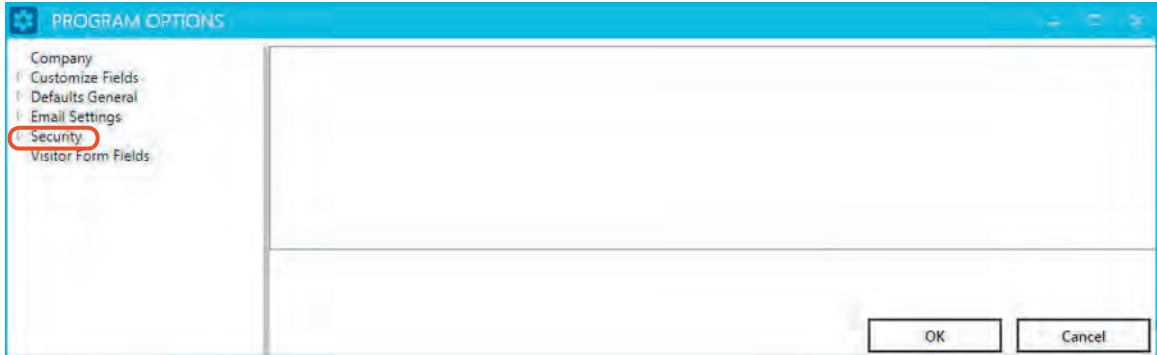 PROGRAM OPTIONS
Company
Customize Fields
Defaults General
Email Settings
Security
Visitor Form Fields
OK
Cancel